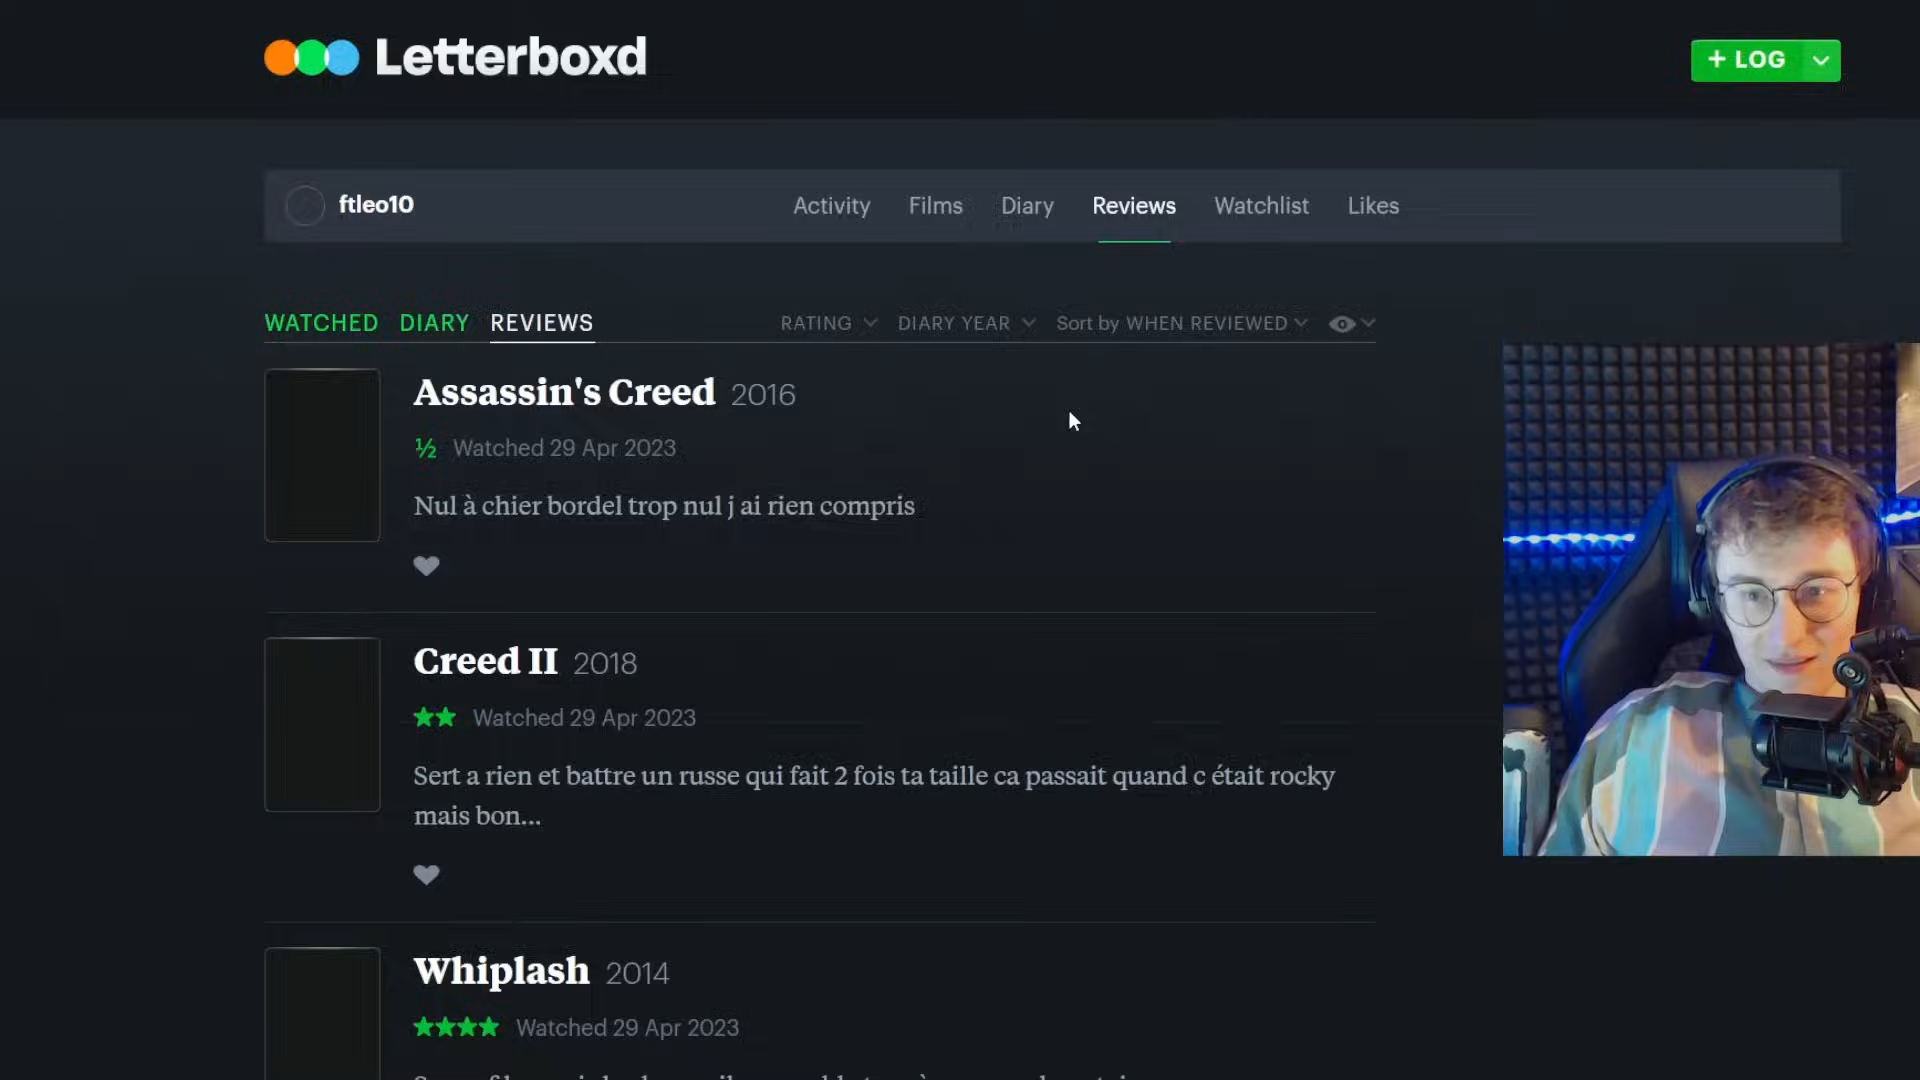 Letterboxd
+ LOG
ftleo10
Activity Films Diary Reviews Watchlist Likes
WATCHED DIARY REVIEWS RATING DIARY YEAR Sort by WHEN REVIEWED
Assassin's Creed 2016
½ Watched 29 Apr 2023
Nul à chier bordel trop nul j ai rien compris
Creed II 2018
★★ Watched 29 Apr 2023
Sert a rien et battre un russe qui fait 2 fois ta taille ca passait quand c était rocky
mais bon...
Whiplash 2014
★★★★ Watched 29 Apr 2023